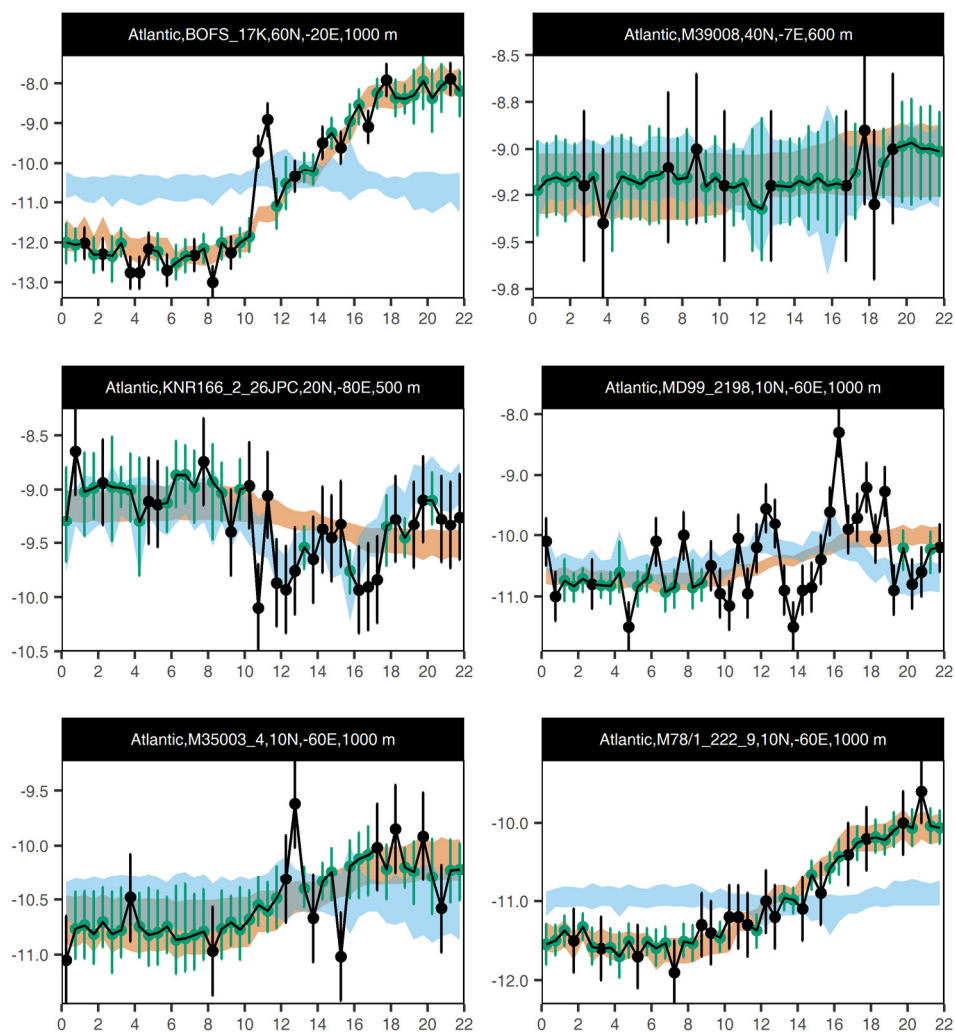 Atlantic,BOFS_17K,60N,-20E,1000 m
-8.0
-9.0
-10.0
-11.0
-12.0
-13.0
0 2 4 6 8 10 12 14 16 18 20 22
Atlantic,M39008,40N,-7E,600 m
-8.5
-8.8
-9.0
-9.2
-9.5
-9.8
0 2 4 6 8 10 12 14 16 18 20 22
Atlantic,KNR166_2_26JPC,20N,-80E,500 m
-8.5
-9.0
-9.5
-10.0
-10.5
0 2 4 6 8 10 12 14 16 18 20 22
Atlantic,MD99_2198,10N,-60E,1000 m
-8.0
-9.0
-10.0
-11.0
0 2 4 6 8 10 12 14 16 18 20 22
Atlantic,M35003_4,10N,-60E,1000 m
-9.5
-10.0
-10.5
-11.0
0 2 4 6 8 10 12 14 16 18 20 22
Atlantic,M78/1_222_9,10N,-60E,1000 m
-10.0
-11.0
-12.0
0 2 4 6 8 10 12 14 16 18 20 22